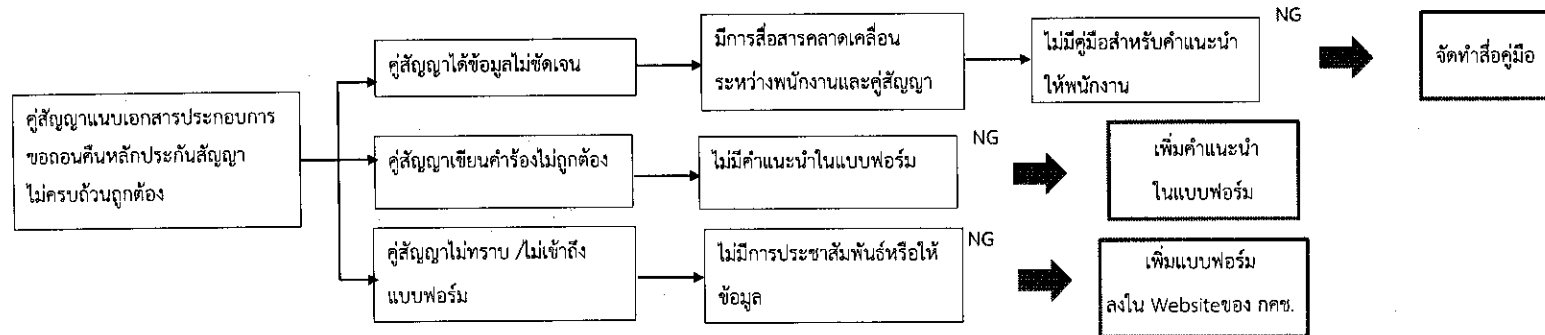 คู่สัญญาแนบเอกสารประกอบการ
ขอถอนคืนหลักประกันสัญญา
ไม่ครบถ้วนถูกต้อง
คู่สัญญาได้ข้อมูลไม่ชัดเจน
มีการสื่อสารคลาดเคลื่อน
ระหว่างพนักงานและคู่สัญญา
ไม่มีคู่มือสำหรับคำแนะนำ
ให้พนักงาน
NG
จัดทำสื่อคู่มือ
คู่สัญญาเขียนคำร้องไม่ถูกต้อง
ไม่มีคำแนะนำในแบบฟอร์ม
NG
เพิ่มคำแนะนำ
ในแบบฟอร์ม
คู่สัญญาไม่ทราบ /ไม่เข้าถึง
แบบฟอร์ม
ไม่มีการประชาสัมพันธ์หรือให้
ข้อมูล
NG
เพิ่มแบบฟอร์ม
ลงใน Websiteของ กคช.